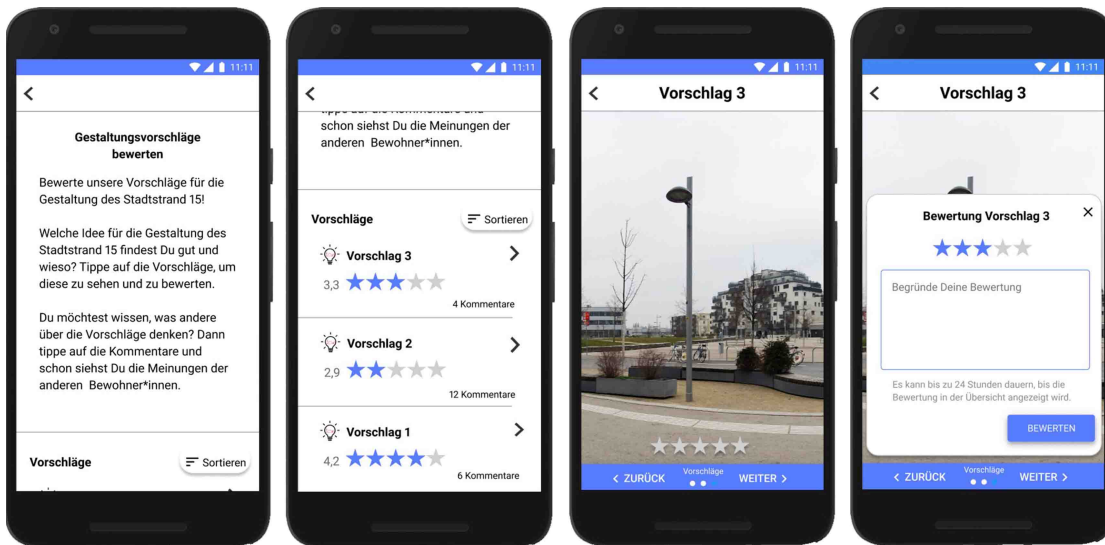 11:11
Gestaltungsvorschläge
bewerten
Bewerte unsere Vorschläge für die
Gestaltung des Stadtstrand 15!
Welche Idee für die Gestaltung des
Stadtstrand 15 findest Du gut und
wieso? Tippe auf die Vorschläge, um
diese zu sehen und zu bewerten.
Du möchtest wissen, was andere
über die Vorschläge denken? Dann
tippe auf die Kommentare und
schon siehst Du die Meinungen der
anderen Bewohner*innen.
Vorschläge
Sortieren
11:11
tippe auf die Kommentare und
schon siehst Du die Meinungen der
anderen Bewohner*innen.
Vorschläge
Sortieren
Vorschlag 3
3,3
4 Kommentare
Vorschlag 2
2,9
12 Kommentare
Vorschlag 1
4,2
6 Kommentare
11:11
Vorschlag 3
ZURÜCK
Vorschläge
WEITER
11:11
Vorschlag 3
Bewertung Vorschlag 3
Begründe Deine Bewertung
Es kann bis zu 24 Stunden dauern, bis die
Bewertung in der Übersicht angezeigt wird.
BEWERTEN
ZURÜCK
Vorschläge
WEITER